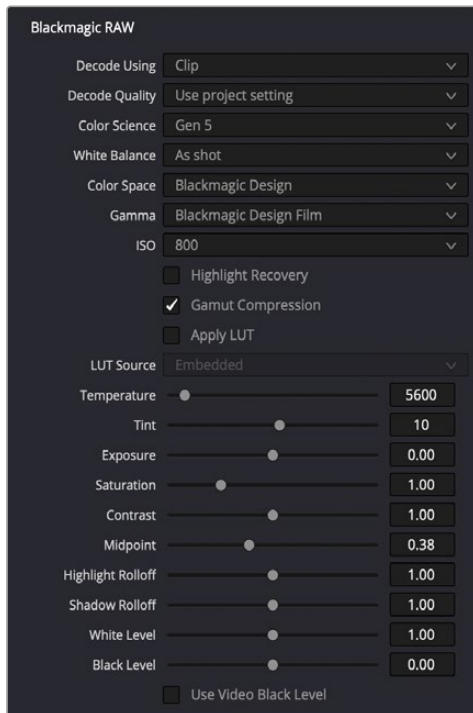 Blackmagic RAW
Decode Using Clip
Decode Quality Use project setting
Color Science Gen 5
White Balance As shot
Color Space Blackmagic Design
Gamma Blackmagic Design Film
ISO 800
Highlight Recovery
Gamut Compression
Apply LUT
LUT Source Embedded
Temperature 5600
Tint 10
Exposure 0.00
Saturation 1.00
Contrast 1.00
Midpoint 0.38
Highlight Rolloff 1.00
Shadow Rolloff 1.00
White Level 1.00
Black Level 0.00
Use Video Black Level